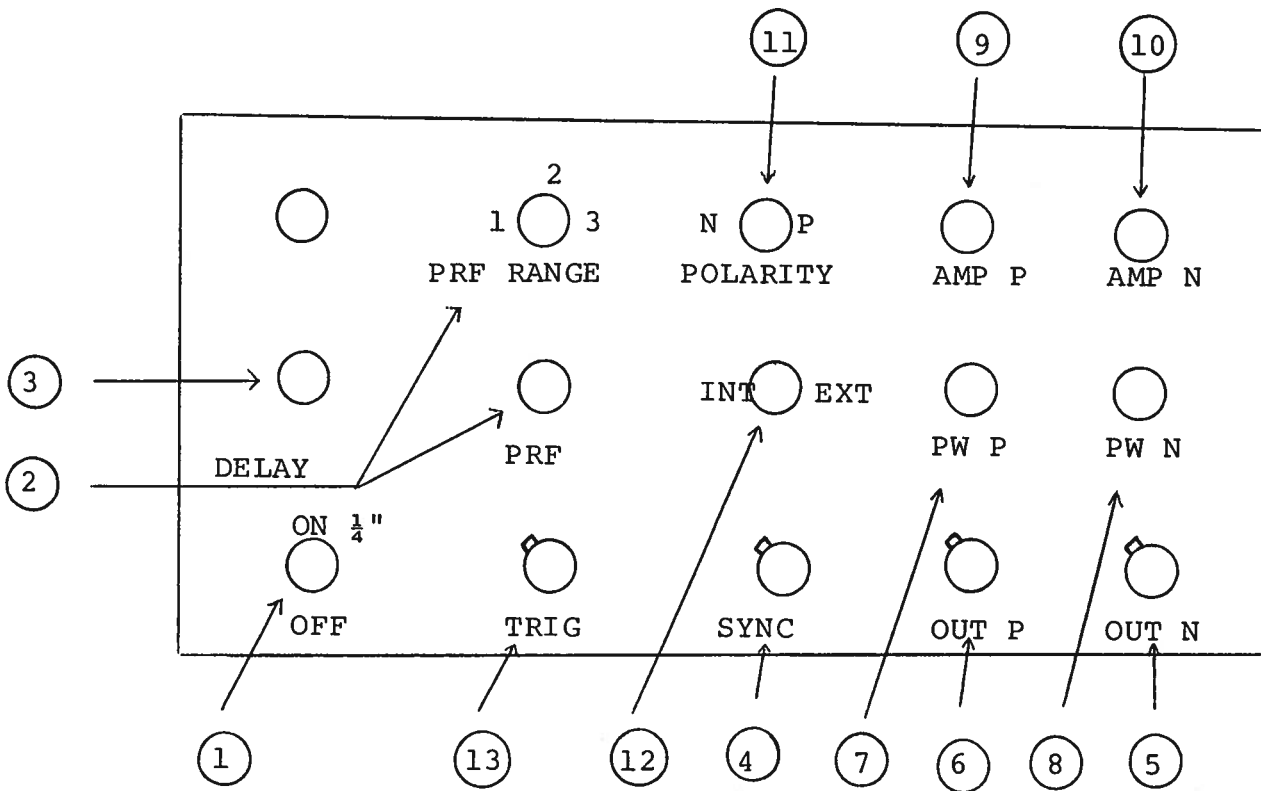 11 9 10
2
1 3 N P
PRF RANGE POLARITY AMP P AMP N
3 INT EXT
PRF PW P PW N
2 DELAY
ON ¼"
OFF TRIG SYNC OUT P OUT N
1 13 12 4 7 6 8 5